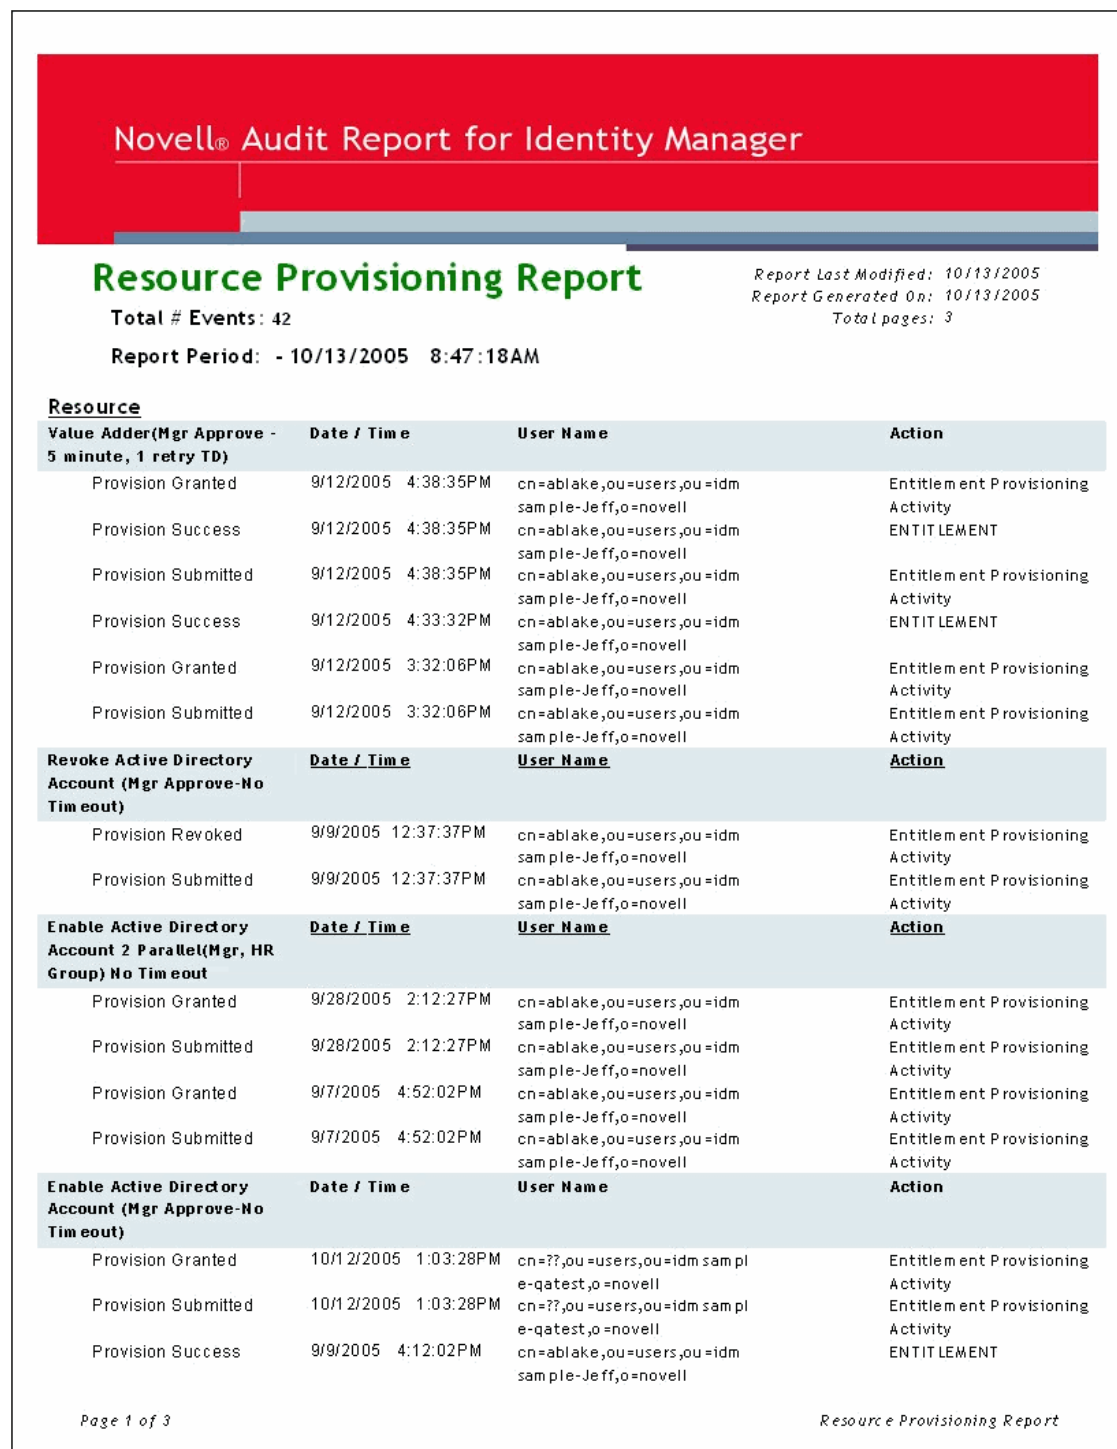 Novell® Audit Report for Identity Manager
Resource Provisioning Report
Report Last Modified: 10/13/2005
Report Generated On: 10/13/2005
Total pages: 3
Total # Events: 42
Report Period: - 10/13/2005 8:47:18AM
Resource
Value Adder(Mgr Approve - Date / Time User Name Action
5 minute, 1 retry TD)
Provision Granted 9/12/2005 4:38:35PM cn=ablake,ou=users,ou=idm Entitlement Provisioning
sample-Jeff,o=novell Activity
Provision Success 9/12/2005 4:38:35PM cn=ablake,ou=users,ou=idm ENTITLEMENT
sample-Jeff,o=novell
Provision Submitted 9/12/2005 4:38:35PM cn=ablake,ou=users,ou=idm Entitlement Provisioning
sample-Jeff,o=novell Activity
Provision Success 9/12/2005 4:33:32PM cn=ablake,ou=users,ou=idm ENTITLEMENT
sample-Jeff,o=novell
Provision Granted 9/12/2005 3:32:06PM cn=ablake,ou=users,ou=idm Entitlement Provisioning
sample-Jeff,o=novell Activity
Provision Submitted 9/12/2005 3:32:06PM cn=ablake,ou=users,ou=idm Entitlement Provisioning
sample-Jeff,o=novell Activity
Revoke Active Directory Date / Time User Name Action
Account (Mgr Approve-No
Timeout)
Provision Revoked 9/9/2005 12:37:37PM cn=ablake,ou=users,ou=idm Entitlement Provisioning
sample-Jeff,o=novell Activity
Provision Submitted 9/9/2005 12:37:37PM cn=ablake,ou=users,ou=idm Entitlement Provisioning
sample-Jeff,o=novell Activity
Enable Active Directory Date / Time User Name Action
Account 2 Parallel(Mgr, HR
Group) No Timeout
Provision Granted 9/28/2005 2:12:27PM cn=ablake,ou=users,ou=idm Entitlement Provisioning
sample-Jeff,o=novell Activity
Provision Submitted 9/28/2005 2:12:27PM cn=ablake,ou=users,ou=idm Entitlement Provisioning
sample-Jeff,o=novell Activity
Provision Granted 9/7/2005 4:52:02PM cn=ablake,ou=users,ou=idm Entitlement Provisioning
sample-Jeff,o=novell Activity
Provision Submitted 9/7/2005 4:52:02PM cn=ablake,ou=users,ou=idm Entitlement Provisioning
sample-Jeff,o=novell Activity
Enable Active Directory Date / Time User Name Action
Account (Mgr Approve-No
Timeout)
Provision Granted 10/12/2005 1:03:28PM cn=??,ou=users,ou=idmsampl Entitlement Provisioning
e-qatest,o=novell Activity
Provision Submitted 10/12/2005 1:03:28PM cn=??,ou=users,ou=idmsampl Entitlement Provisioning
e-qatest,o=novell Activity
Provision Success 9/9/2005 4:12:02PM cn=ablake,ou=users,ou=idm ENTITLEMENT
sample-Jeff,o=novell
Page 1 of 3 Resource Provisioning Report